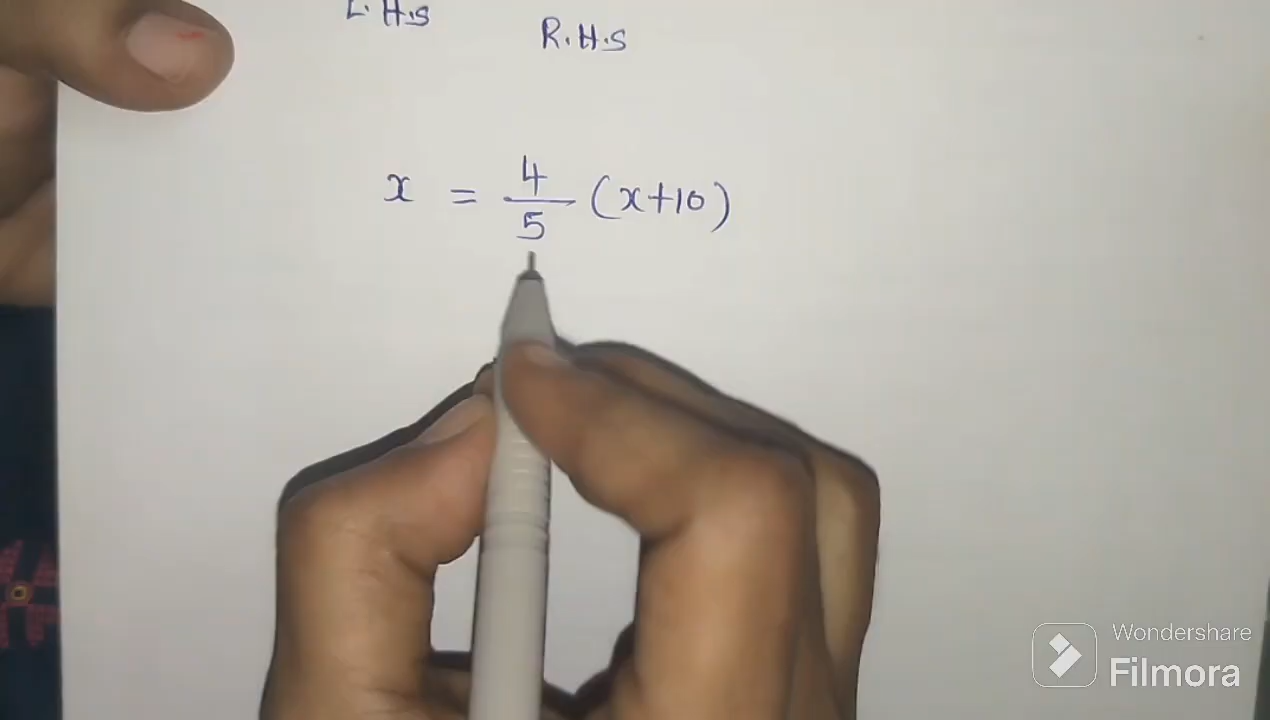 L.H.S
R.H.S
x = 4/5 (x+10)
Wondershare
Filmora